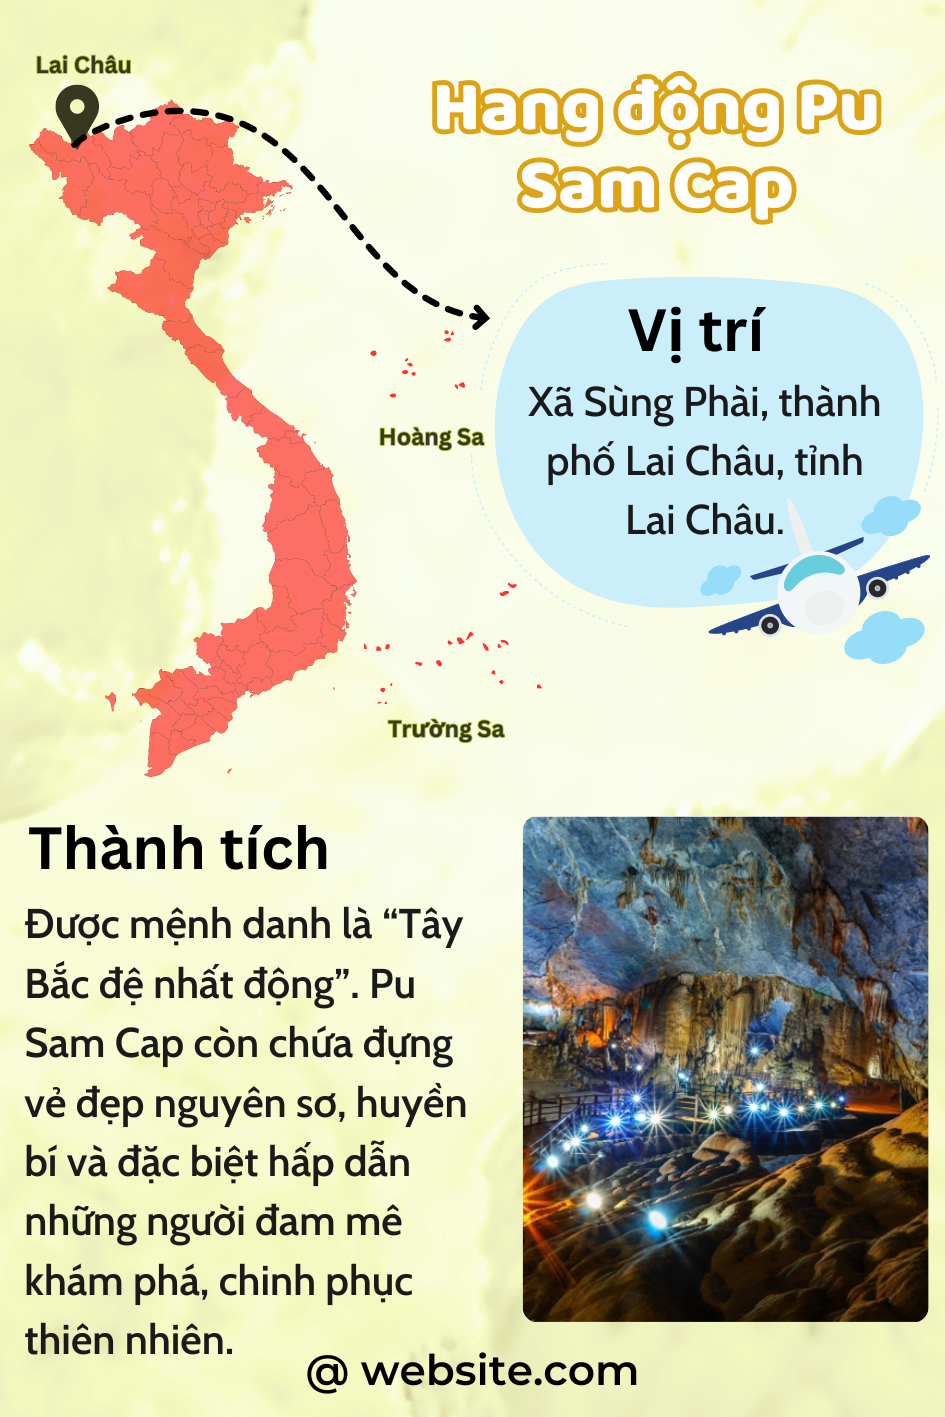 Lai Châu
Hang động Pu
Sam Cap
Vị trí
Xã Sùng Phài, thành
phố Lai Châu, tỉnh
Lai Châu.
Hoàng Sa
Trường Sa
Thành tích
Được mệnh danh là “Tây
Bắc đệ nhất động”. Pu
Sam Cap còn chứa đựng
vẻ đẹp nguyên sơ, huyền
bí và đặc biệt hấp dẫn
những người đam mê
khám phá, chinh phục
thiên nhiên.
@ website.com